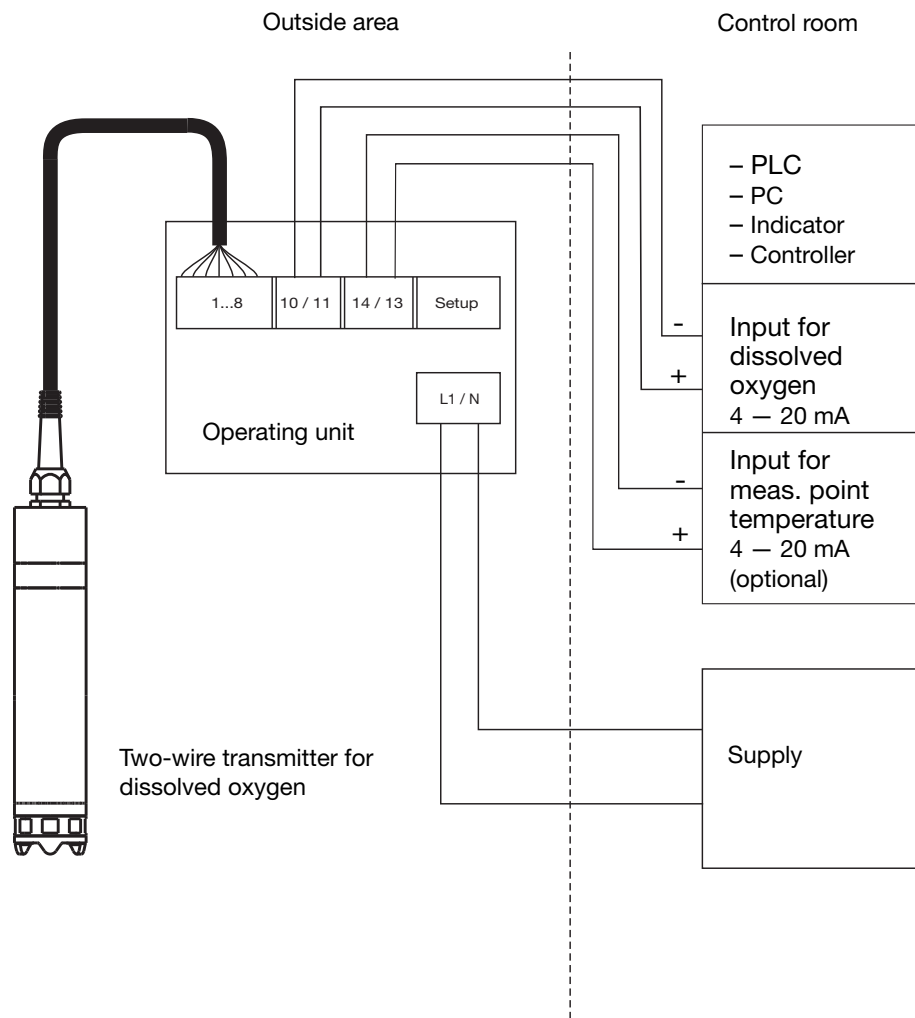 Outside area
Control room
– PLC
– PC
– Indicator
– Controller
1...8
10 / 11
14 / 13
Setup
-
Input for
dissolved
oxygen
4 — 20 mA
+
L1 / N
Operating unit
-
Input for
meas. point
temperature
4 — 20 mA
(optional)
+
Two-wire transmitter for
dissolved oxygen
Supply